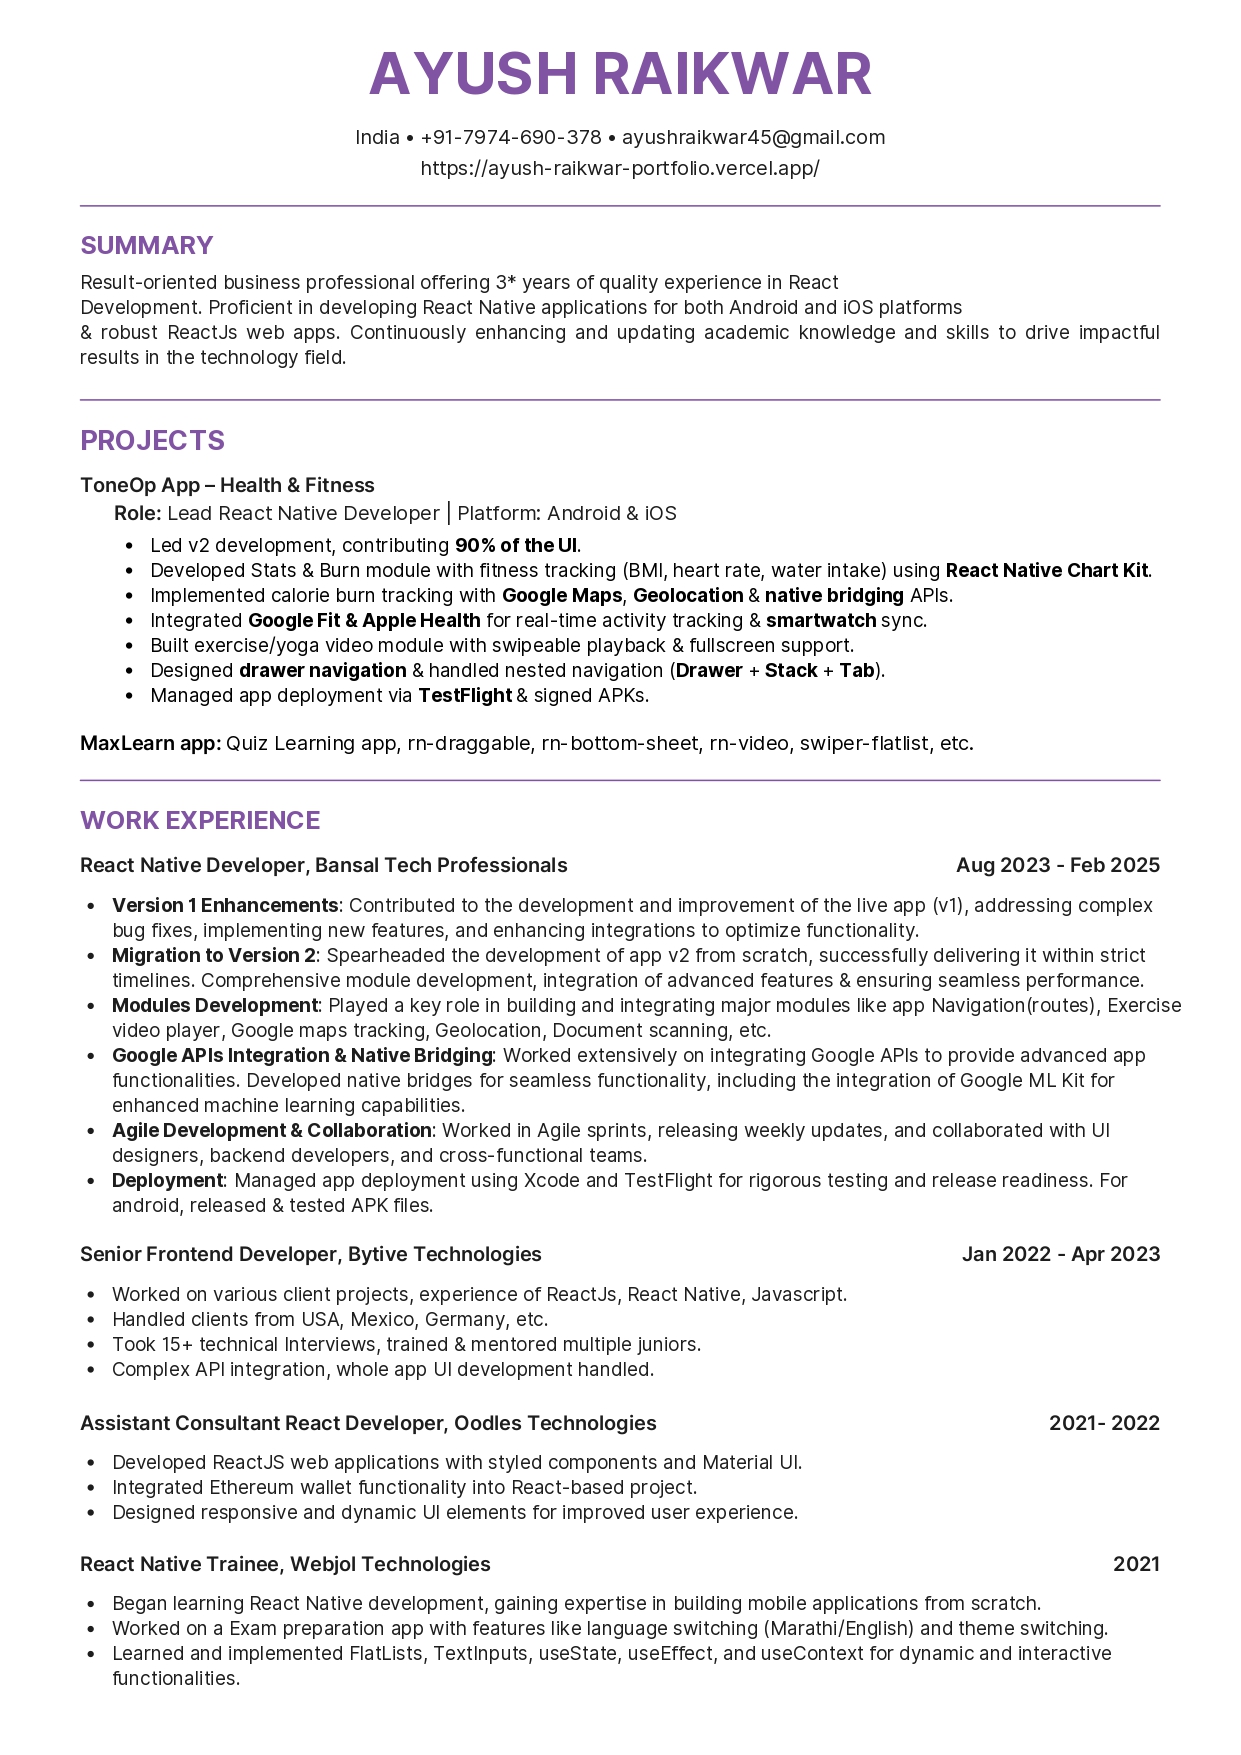 AYUSH RAIKWAR
India • +91-7974-690-378 • ayushraikwar45@gmail.com
https://ayush-raikwar-portfolio.vercel.app/
SUMMARY
Result-oriented business professional offering 3* years of quality experience in React
Development. Proficient in developing React Native applications for both Android and iOS platforms
& robust ReactJs web apps. Continuously enhancing and updating academic knowledge and skills to drive impactful
results in the technology field.
PROJECTS
ToneOp App – Health & Fitness
Role: Lead React Native Developer | Platform: Android & iOS
• Led v2 development, contributing 90% of the UI.
• Developed Stats & Burn module with fitness tracking (BMI, heart rate, water intake) using React Native Chart Kit.
• Implemented calorie burn tracking with Google Maps, Geolocation & native bridging APIs.
• Integrated Google Fit & Apple Health for real-time activity tracking & smartwatch sync.
• Built exercise/yoga video module with swipeable playback & fullscreen support.
• Designed drawer navigation & handled nested navigation (Drawer + Stack + Tab).
• Managed app deployment via TestFlight & signed APKs.
MaxLearn app: Quiz Learning app, rn-draggable, rn-bottom-sheet, rn-video, swiper-flatlist, etc.
WORK EXPERIENCE
React Native Developer, Bansal Tech Professionals Aug 2023 - Feb 2025
• Version 1 Enhancements: Contributed to the development and improvement of the live app (v1), addressing complex
bug fixes, implementing new features, and enhancing integrations to optimize functionality.
• Migration to Version 2: Spearheaded the development of app v2 from scratch, successfully delivering it within strict
timelines. Comprehensive module development, integration of advanced features & ensuring seamless performance.
• Modules Development: Played a key role in building and integrating major modules like app Navigation(routes), Exercise
video player, Google maps tracking, Geolocation, Document scanning, etc.
• Google APIs Integration & Native Bridging: Worked extensively on integrating Google APIs to provide advanced app
functionalities. Developed native bridges for seamless functionality, including the integration of Google ML Kit for
enhanced machine learning capabilities.
• Agile Development & Collaboration: Worked in Agile sprints, releasing weekly updates, and collaborated with UI
designers, backend developers, and cross-functional teams.
• Deployment: Managed app deployment using Xcode and TestFlight for rigorous testing and release readiness. For
android, released & tested APK files.
Senior Frontend Developer, Bytive Technologies Jan 2022 - Apr 2023
• Worked on various client projects, experience of ReactJs, React Native, Javascript.
• Handled clients from USA, Mexico, Germany, etc.
• Took 15+ technical Interviews, trained & mentored multiple juniors.
• Complex API integration, whole app UI development handled.
Assistant Consultant React Developer, Oodles Technologies 2021- 2022
• Developed ReactJS web applications with styled components and Material UI.
• Integrated Ethereum wallet functionality into React-based project.
• Designed responsive and dynamic UI elements for improved user experience.
React Native Trainee, Webjol Technologies 2021
• Began learning React Native development, gaining expertise in building mobile applications from scratch.
• Worked on a Exam preparation app with features like language switching (Marathi/English) and theme switching.
• Learned and implemented FlatLists, TextInputs, useState, useEffect, and useContext for dynamic and interactive
functionalities.